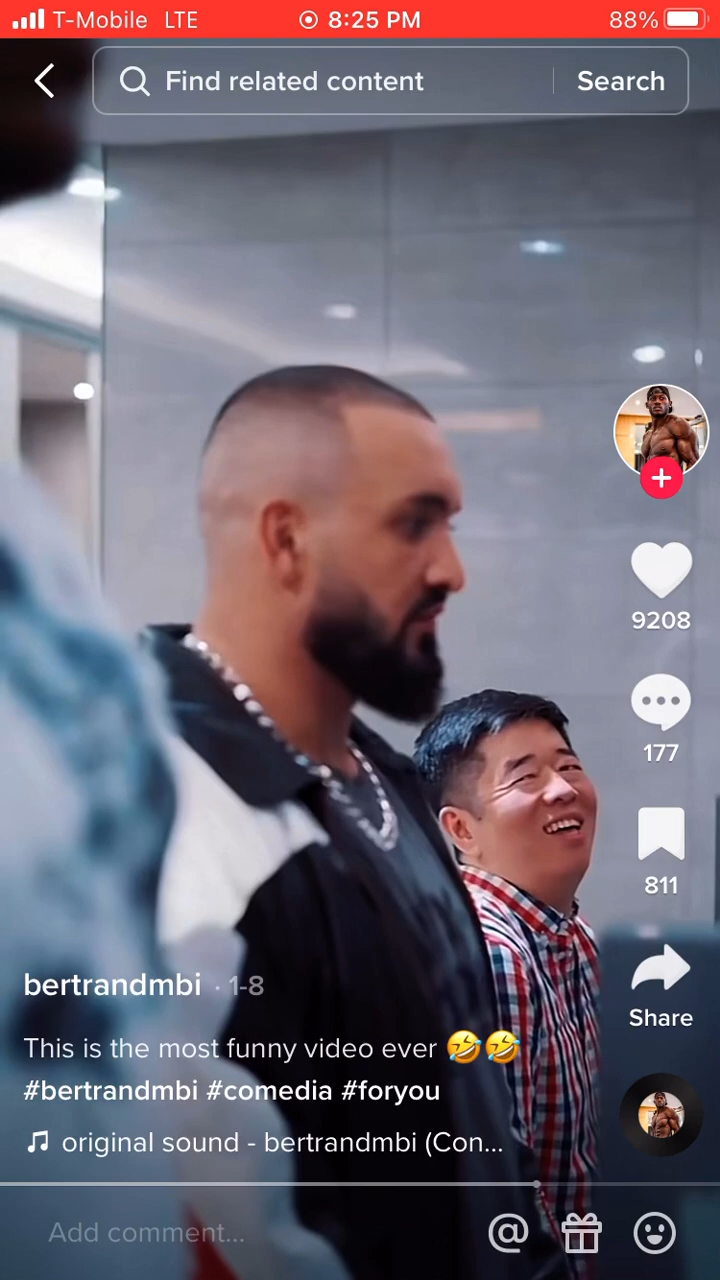 T-Mobile LTE 8:25 PM 88%
Find related content Search
9208
177
811
Share
bertrandmbi · 1-8
This is the most funny video ever 🤣🤣
#bertrandmbi #comedia #foryou
original sound - bertrandmbi (Con...
Add comment...